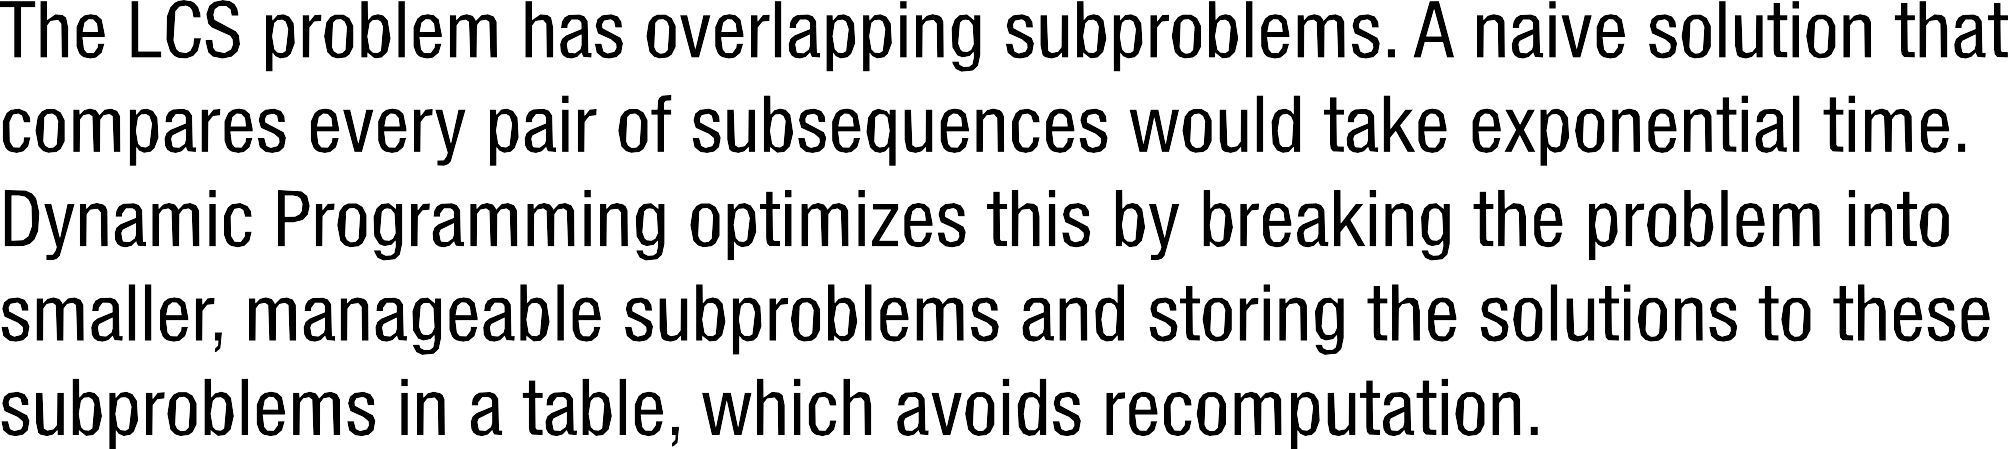 The LCS problem has overlapping subproblems. A naive solution that
compares every pair of subsequences would take exponential time.
Dynamic Programming optimizes this by breaking the problem into
smaller, manageable subproblems and storing the solutions to these
subproblems in a table, which avoids recomputation.